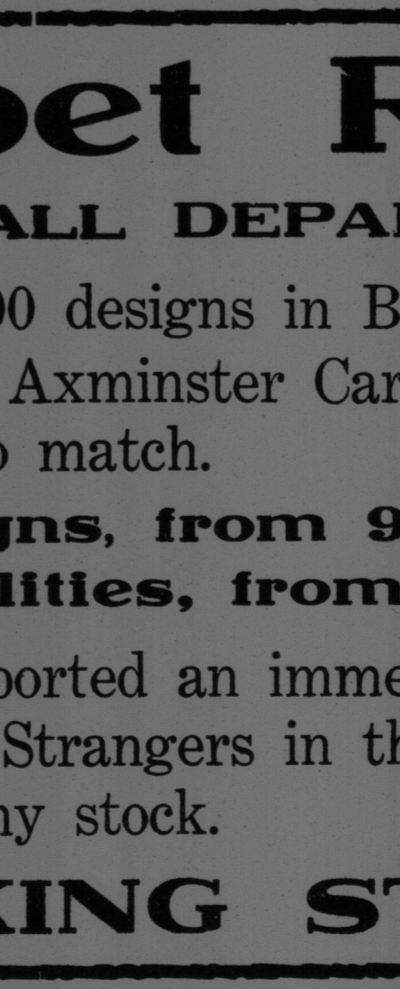 pet R
ALL DEPA
00 designs in B
Axminster Car
o match.
gns, from 9
lities, from
ported an imme
Strangers in th
ny stock.
KING ST